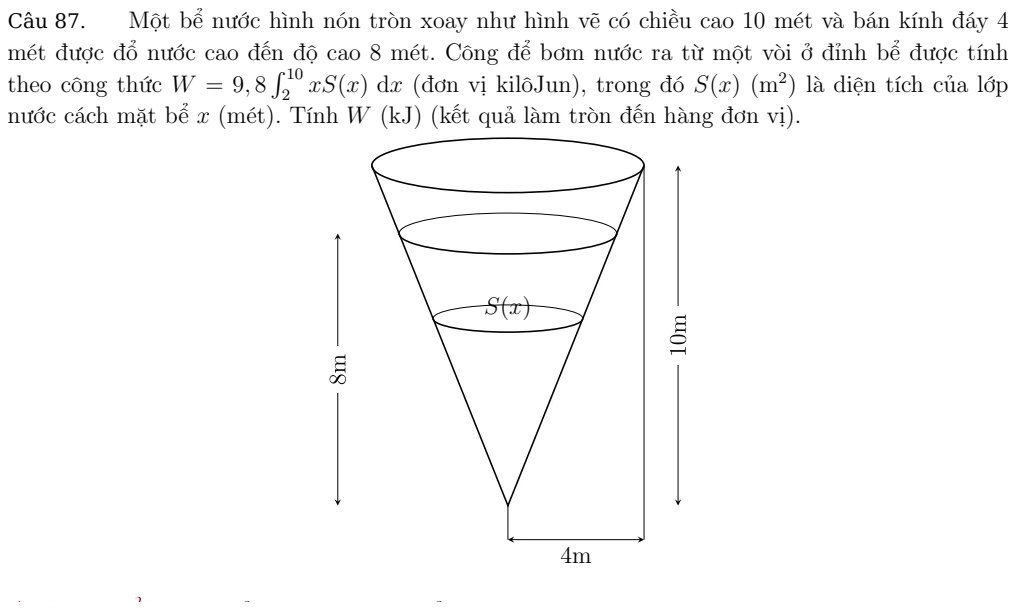 Câu 87. Một bể nước hình nón tròn xoay như hình vẽ có chiều cao 10 mét và bán kính đáy 4
mét được đổ nước cao đến độ cao 8 mét. Công để bơm nước ra từ một vòi ở đỉnh bể được tính
theo công thức W = 9,8 ∫₂¹⁰ xS(x) dx (đơn vị kilôJun), trong đó S(x) (m²) là diện tích của lớp
nước cách mặt bể x (mét). Tính W (kJ) (kết quả làm tròn đến hàng đơn vị).
S(x)
8m
10m
4m